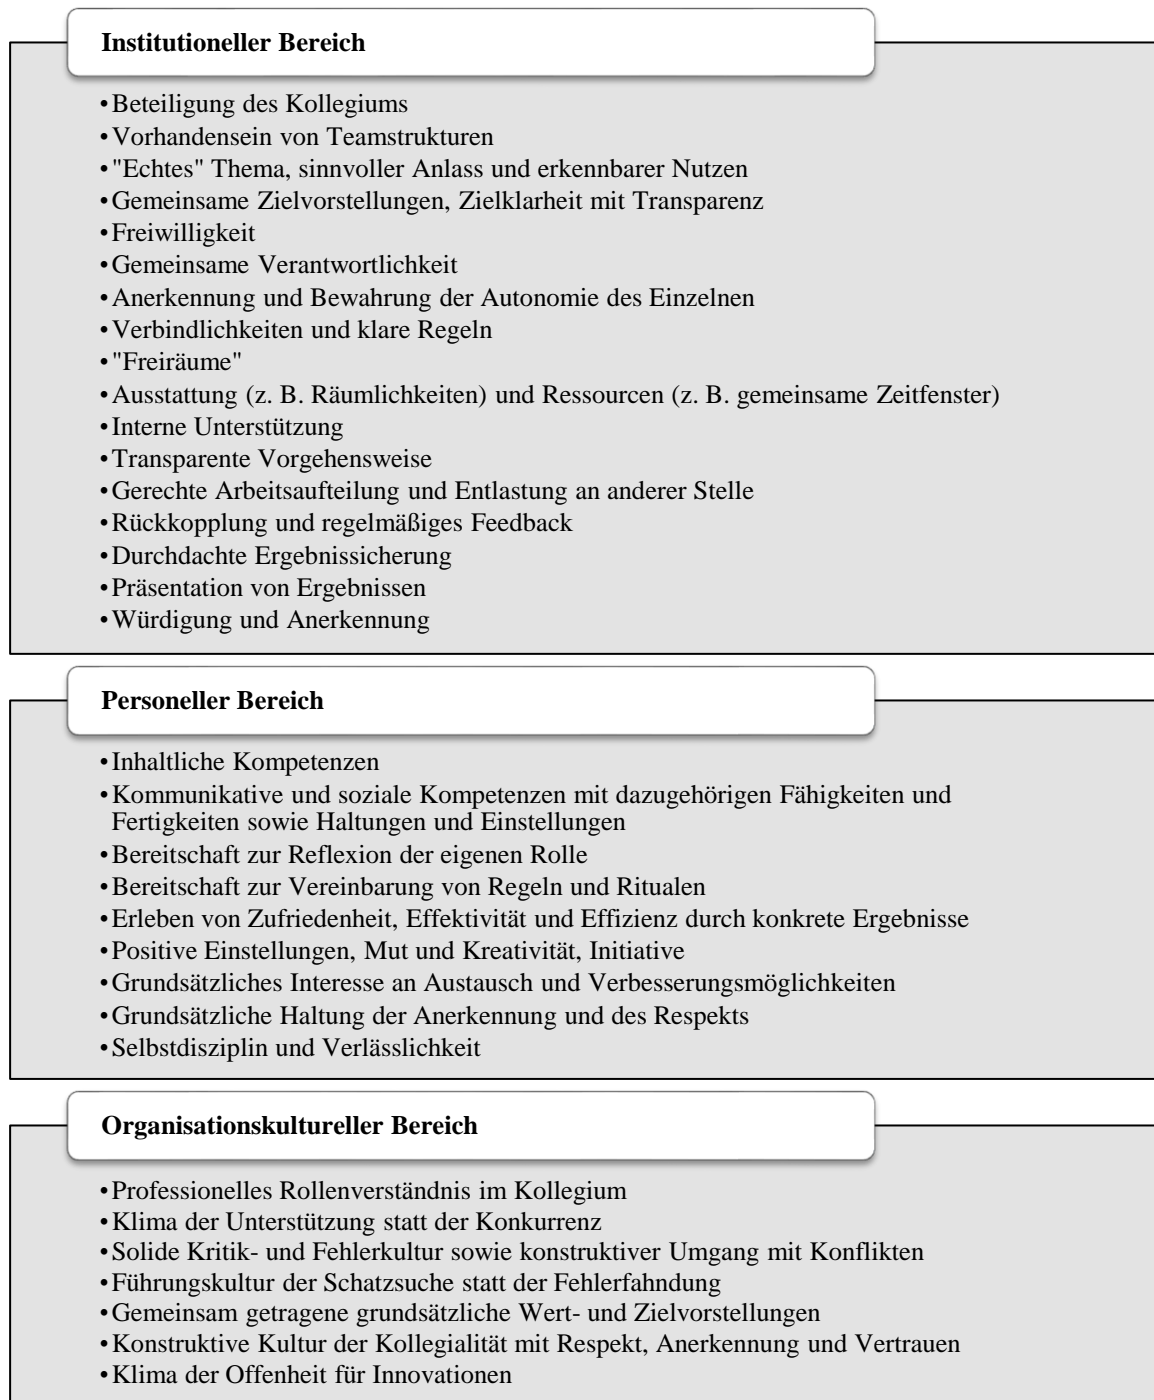 Institutioneller Bereich
•Beteiligung des Kollegiums
•Vorhandensein von Teamstrukturen
•"Echtes" Thema, sinnvoller Anlass und erkennbarer Nutzen
•Gemeinsame Zielvorstellungen, Zielklarheit mit Transparenz
•Freiwilligkeit
•Gemeinsame Verantwortlichkeit
•Anerkennung und Bewahrung der Autonomie des Einzelnen
•Verbindlichkeiten und klare Regeln
•"Freiräume"
•Ausstattung (z. B. Räumlichkeiten) und Ressourcen (z. B. gemeinsame Zeitfenster)
•Interne Unterstützung
•Transparente Vorgehensweise
•Gerechte Arbeitsaufteilung und Entlastung an anderer Stelle
•Rückkopplung und regelmäßiges Feedback
•Durchdachte Ergebnissicherung
•Präsentation von Ergebnissen
•Würdigung und Anerkennung
Personeller Bereich
•Inhaltliche Kompetenzen
•Kommunikative und soziale Kompetenzen mit dazugehörigen Fähigkeiten und
Fertigkeiten sowie Haltungen und Einstellungen
•Bereitschaft zur Reflexion der eigenen Rolle
•Bereitschaft zur Vereinbarung von Regeln und Ritualen
•Erleben von Zufriedenheit, Effektivität und Effizienz durch konkrete Ergebnisse
•Positive Einstellungen, Mut und Kreativität, Initiative
•Grundsätzliches Interesse an Austausch und Verbesserungsmöglichkeiten
•Grundsätzliche Haltung der Anerkennung und des Respekts
•Selbstdisziplin und Verlässlichkeit
Organisationskultureller Bereich
•Professionelles Rollenverständnis im Kollegium
•Klima der Unterstützung statt der Konkurrenz
•Solide Kritik- und Fehlerkultur sowie konstruktiver Umgang mit Konflikten
•Führungskultur der Schatzsuche statt der Fehlerfahndung
•Gemeinsam getragene grundsätzliche Wert- und Zielvorstellungen
•Konstruktive Kultur der Kollegialität mit Respekt, Anerkennung und Vertrauen
•Klima der Offenheit für Innovationen